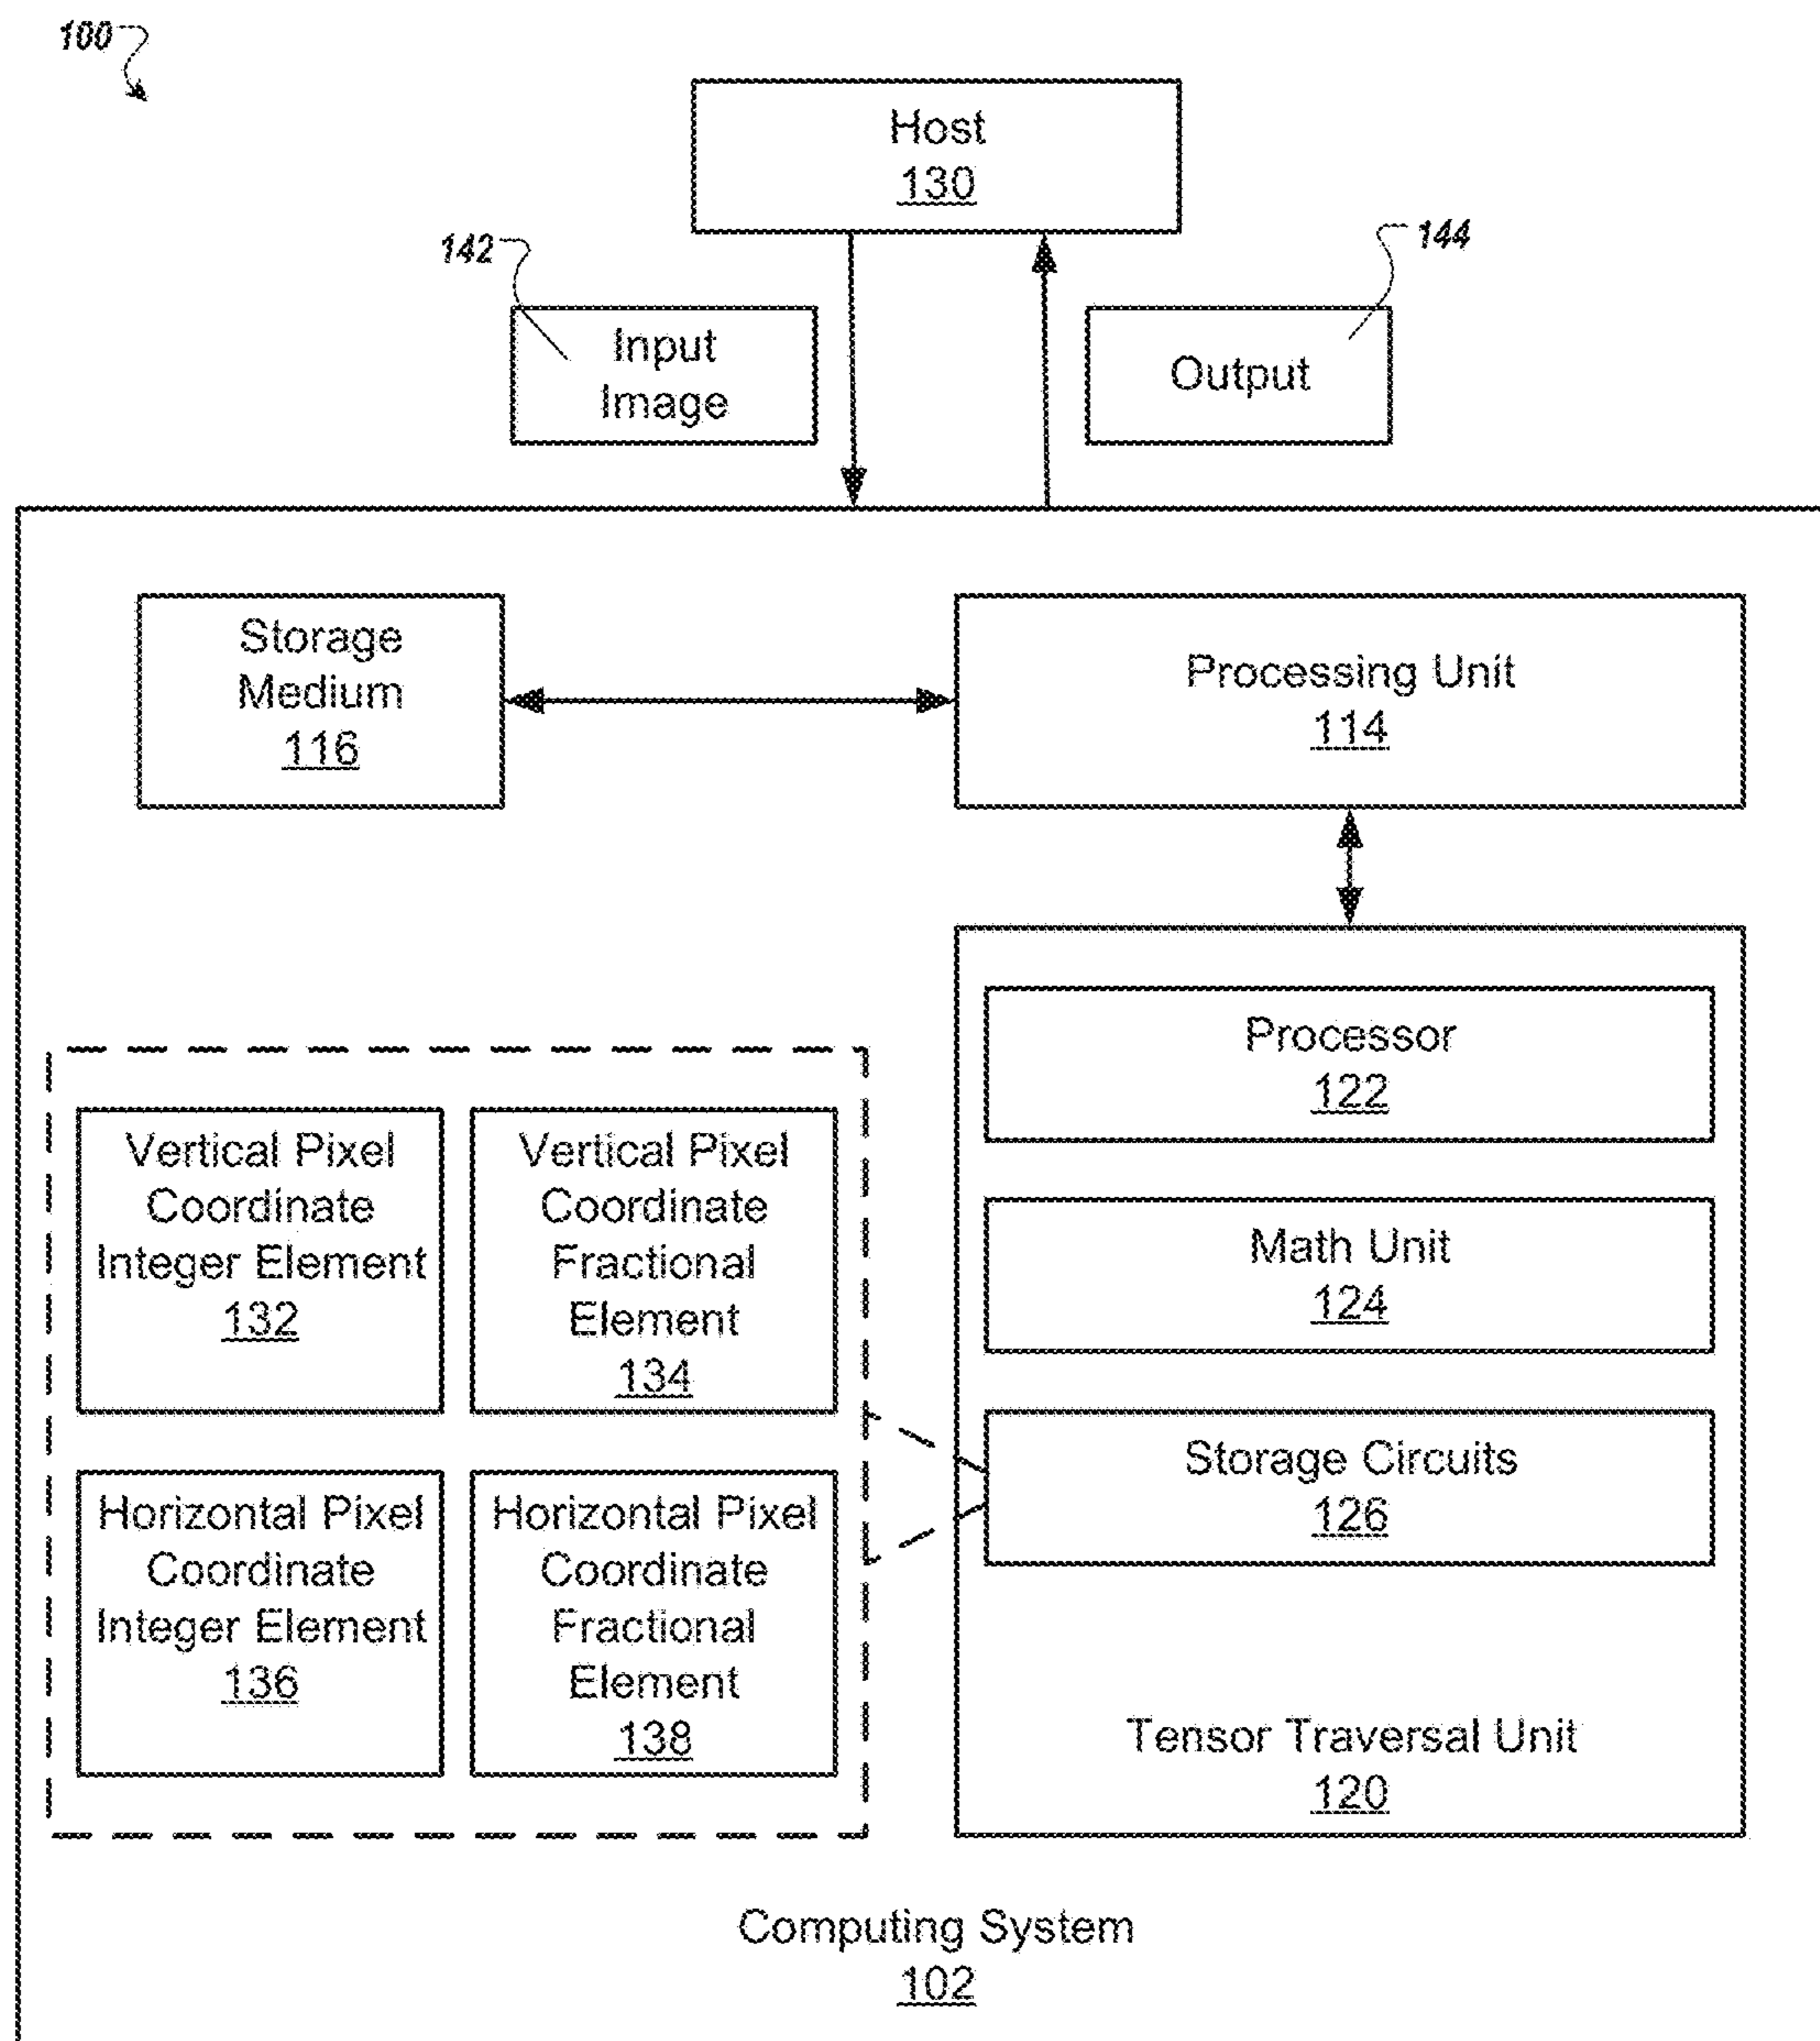 100
Host
130
142
144
Input
Image
Output
Storage
Medium
116
Processing Unit
114
Processor
122
Vertical Pixel
Coordinate
Integer Element
132
Vertical Pixel
Coordinate
Fractional
Element
134
Math Unit
124
Storage Circuits
126
Horizontal Pixel
Coordinate
Integer Element
136
Horizontal Pixel
Coordinate
Fractional
Element
138
Tensor Traversal Unit
120
Computing System
102